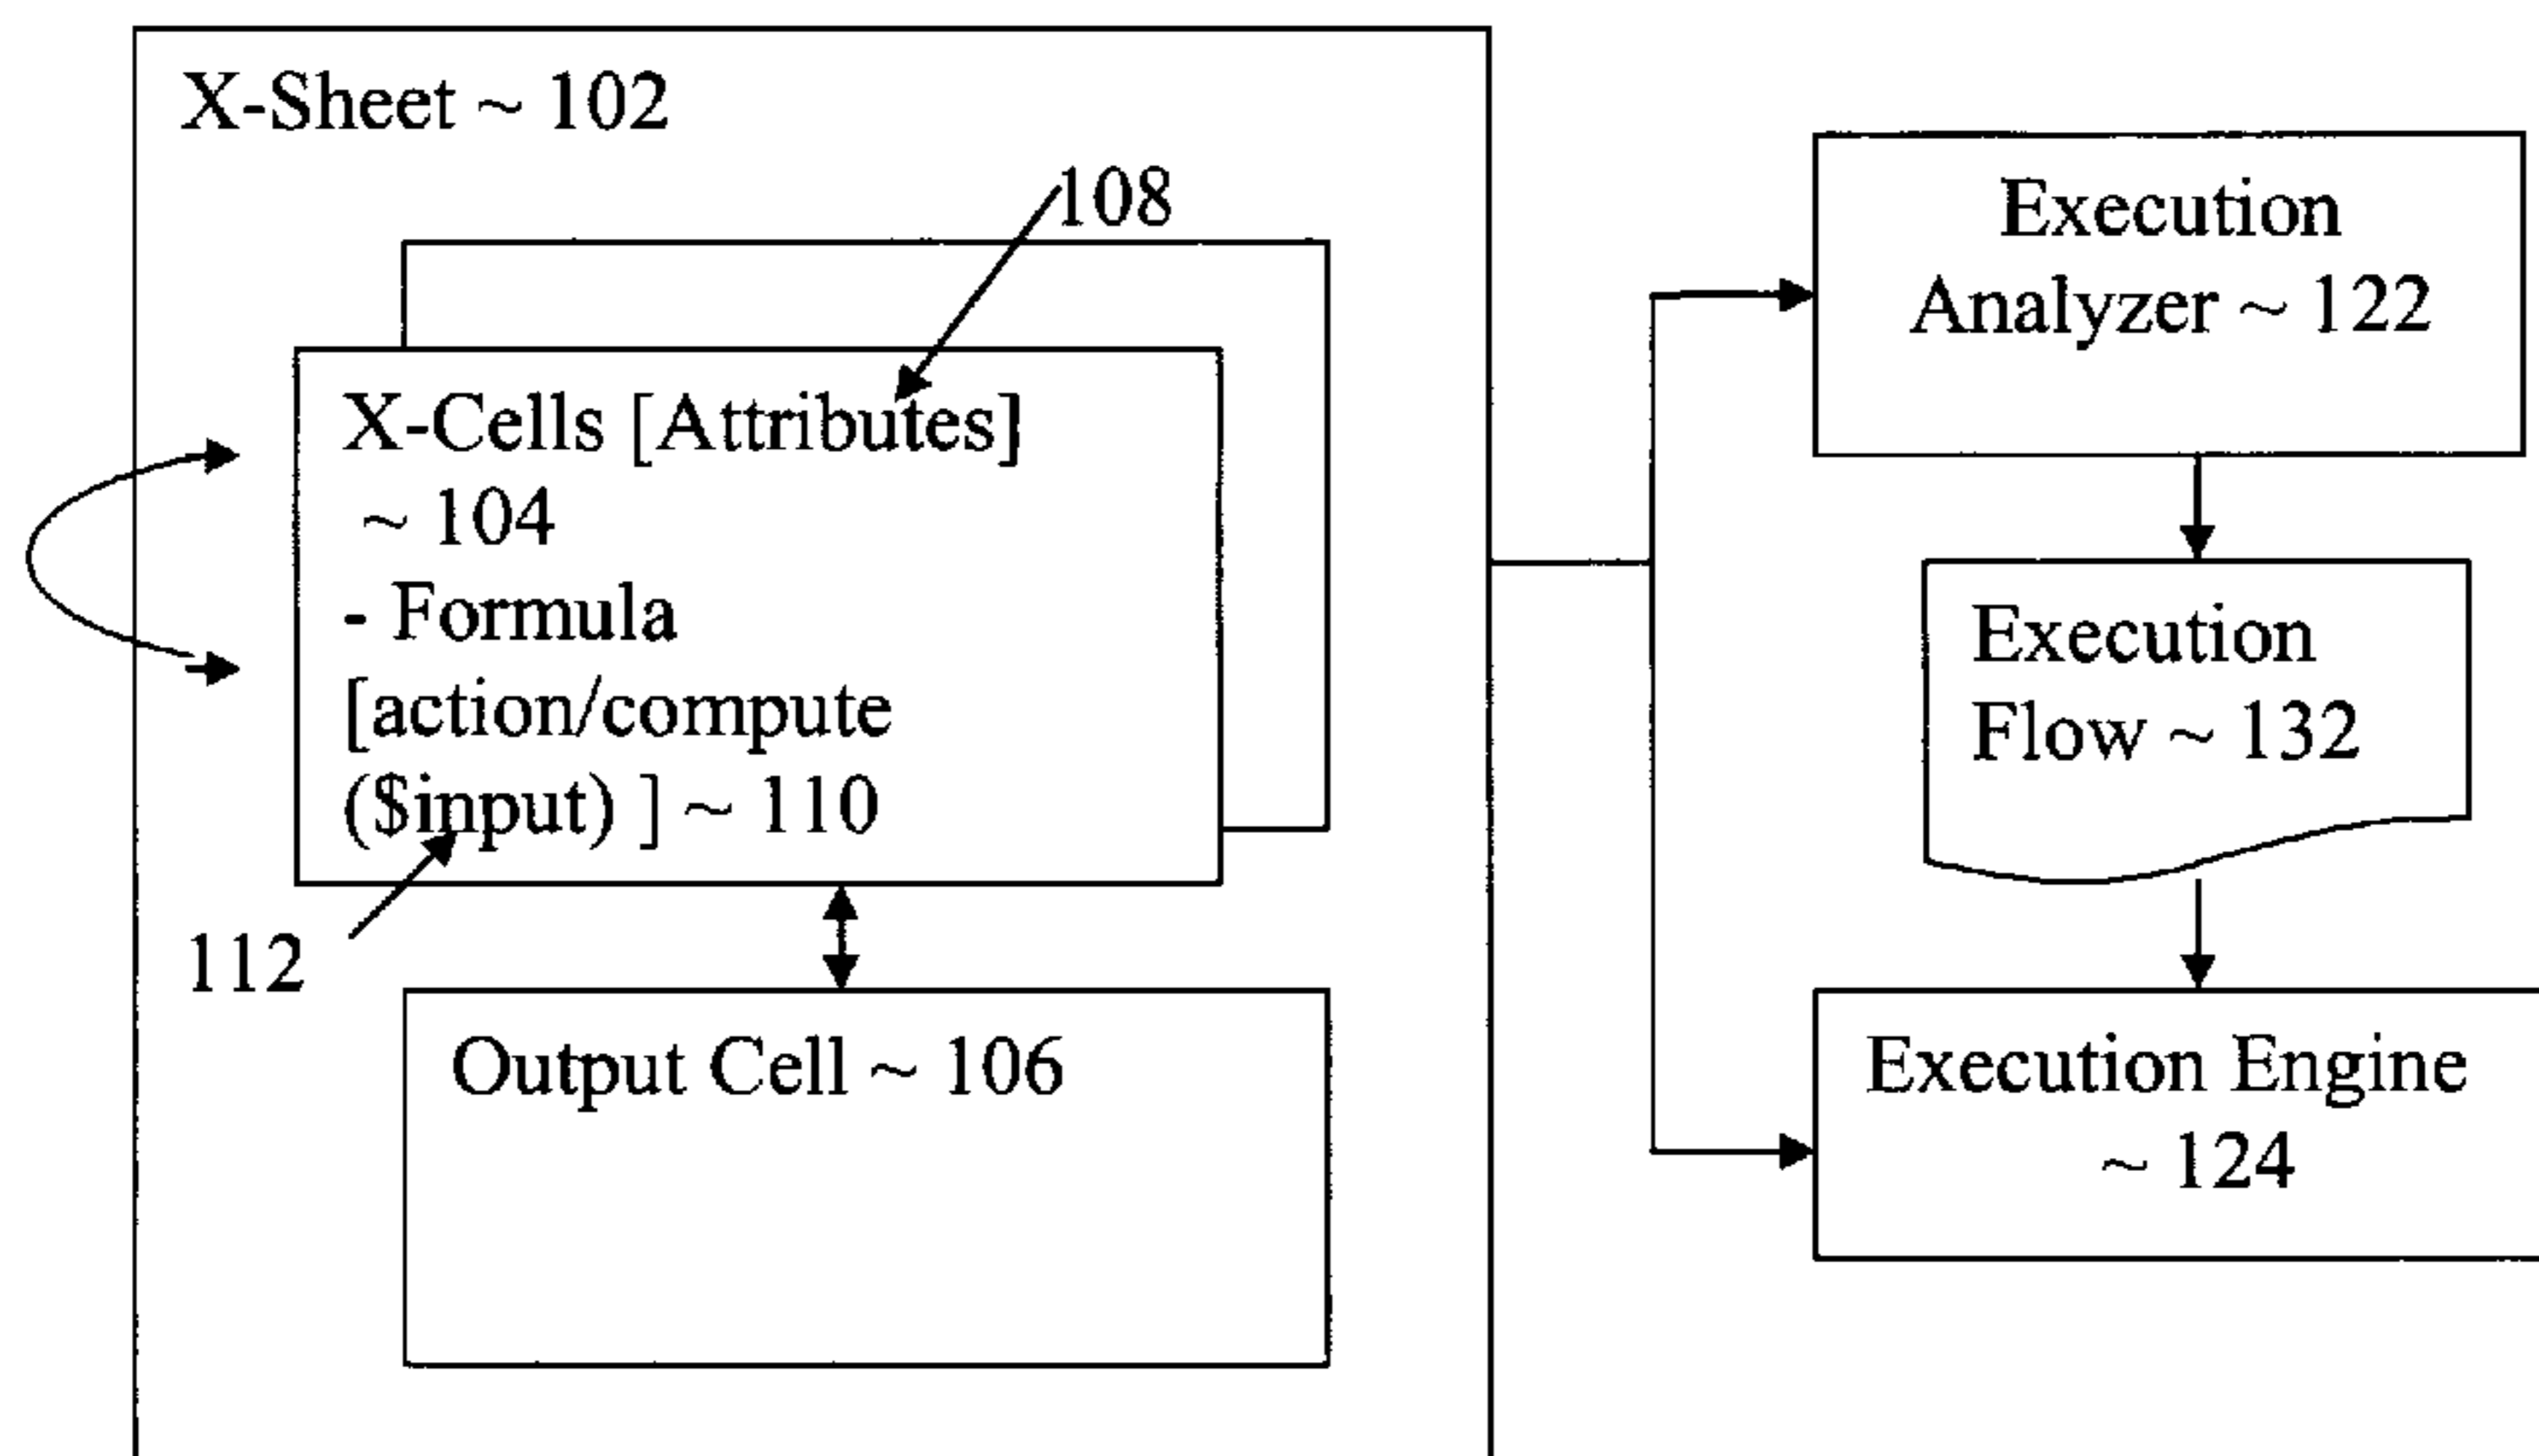 X-Sheet ~ 102
108
X-Cells [Attributes]
~ 104
- Formula
[action/compute
($input) ] ~ 110
112
Output Cell ~ 106
Execution
Analyzer ~ 122
Execution
Flow ~ 132
Execution Engine
~ 124